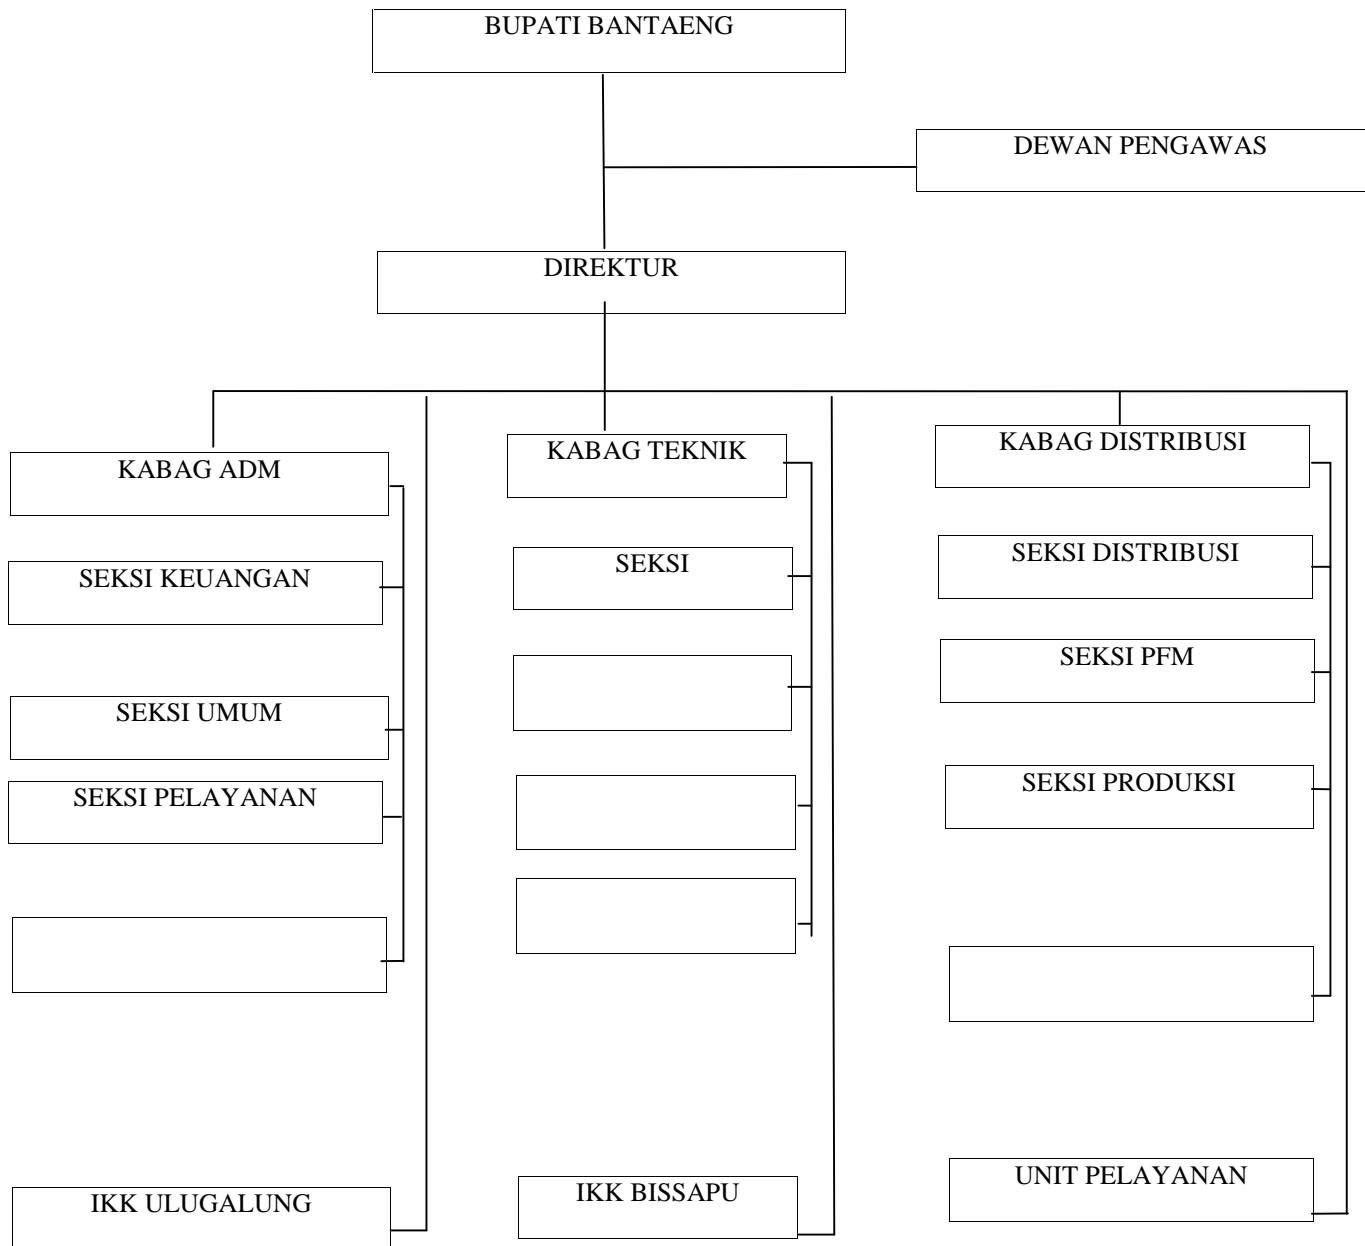 BUPATI BANTAENG
DEWAN PENGAWAS
DIREKTUR
KABAG ADM
KABAG TEKNIK
KABAG DISTRIBUSI
SEKSI KEUANGAN
SEKSI
SEKSI DISTRIBUSI
SEKSI UMUM
SEKSI PFM
SEKSI PELAYANAN
SEKSI PRODUKSI
IKK ULUGALUNG
IKK BISSAPU
UNIT PELAYANAN